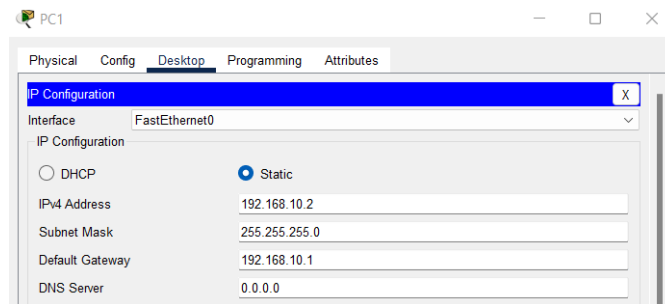 PC1
Physical Config Desktop Programming Attributes
IP Configuration X
Interface FastEthernet0
IP Configuration
DHCP Static
IPv4 Address 192.168.10.2
Subnet Mask 255.255.255.0
Default Gateway 192.168.10.1
DNS Server 0.0.0.0